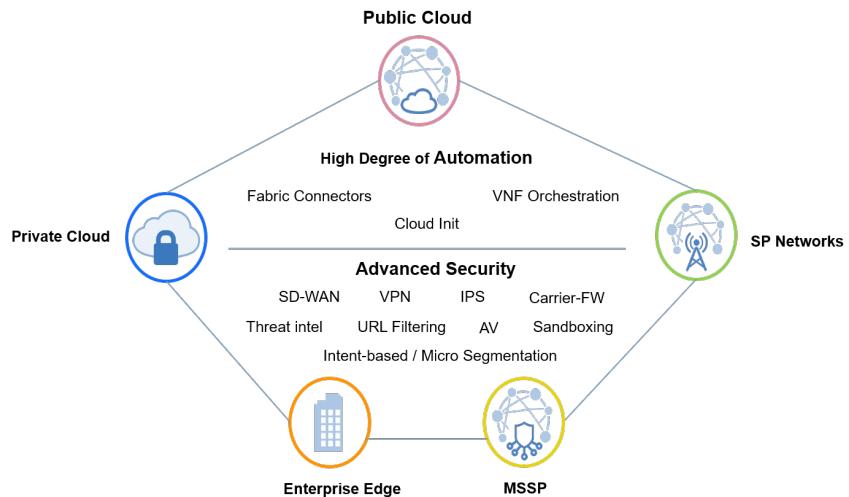 Public Cloud
High Degree of Automation
Fabric Connectors
VNF Orchestration
Cloud Init
Private Cloud
SP Networks
Advanced Security
SD-WAN VPN IPS Carrier-FW
Threat intel URL Filtering AV Sandboxing
Intent-based / Micro Segmentation
Enterprise Edge
MSSP